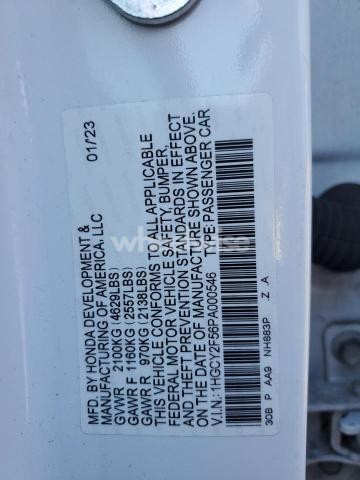 MFD. BY HONDA DEVELOPMENT &
MANUFACTURING OF AMERICA, LLC 01/23
GVWR 2100KG (4629LBS)
GAWR F 1160KG (2557LBS)
GAWR R 970KG (2138LBS)
THIS VEHICLE CONFORMS TO ALL APPLICABLE
FEDERAL MOTOR VEHICLE SAFETY, BUMPER,
AND THEFT PREVENTION STANDARDS IN EFFECT
ON THE DATE OF MANUFACTURE SHOWN ABOVE.
V.I.N.: 1HGCY2F56PA000546 TYPE: PASSENGER CAR
30B P AA9 NH883P Z A